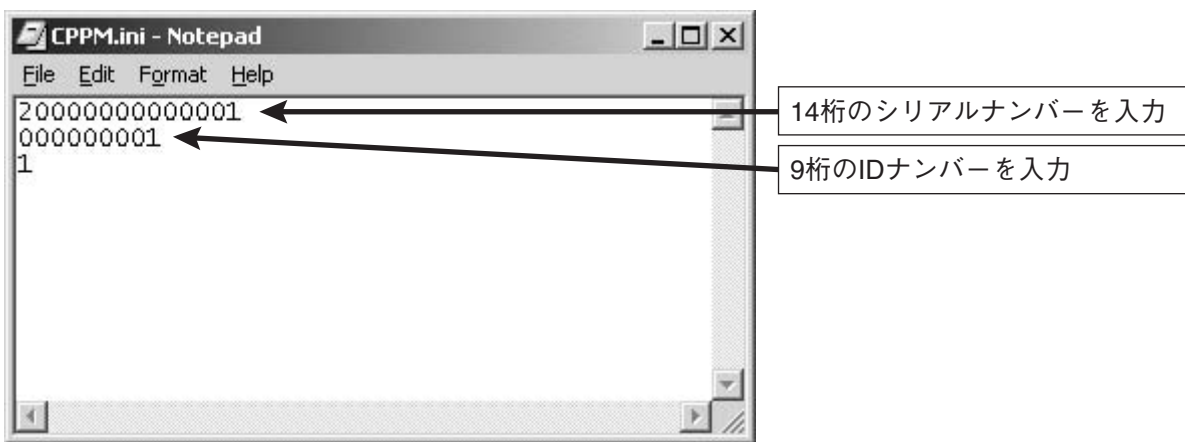 CPPM.ini - Notepad
File Edit Format Help
20000000000001
000000001
1
14桁のシリアルナンバーを入力
9桁のIDナンバーを入力